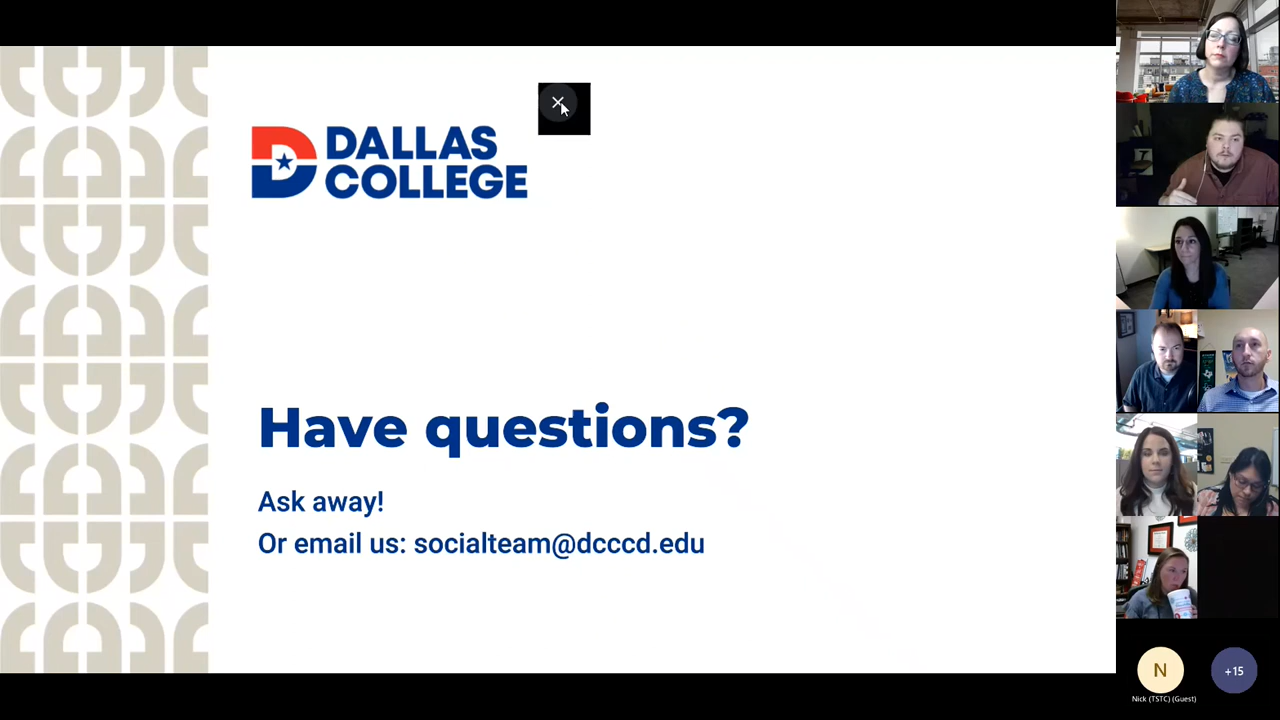 DALLAS
COLLEGE
Have questions?
Ask away!
Or email us: socialteam@dcccd.edu
N
+15
Nick (TSTC) (Guest)